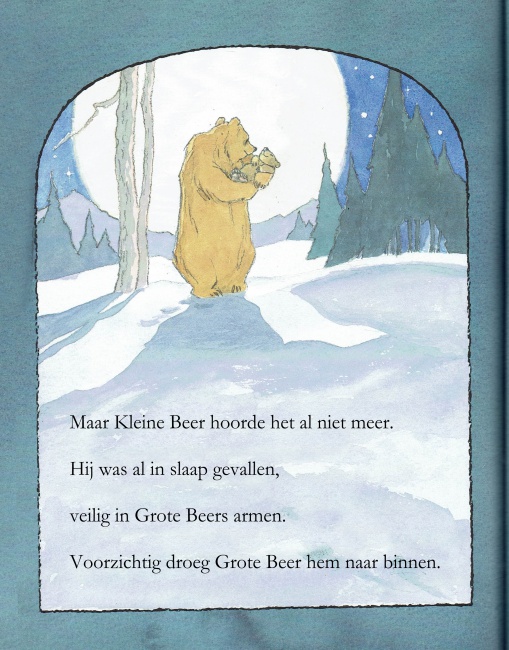 Maar Kleine Beer hoorde het al niet meer.
Hij was al in slaap gevallen,
veilig in Grote Beers armen.
Voorzichtig droeg Grote Beer hem naar binnen.